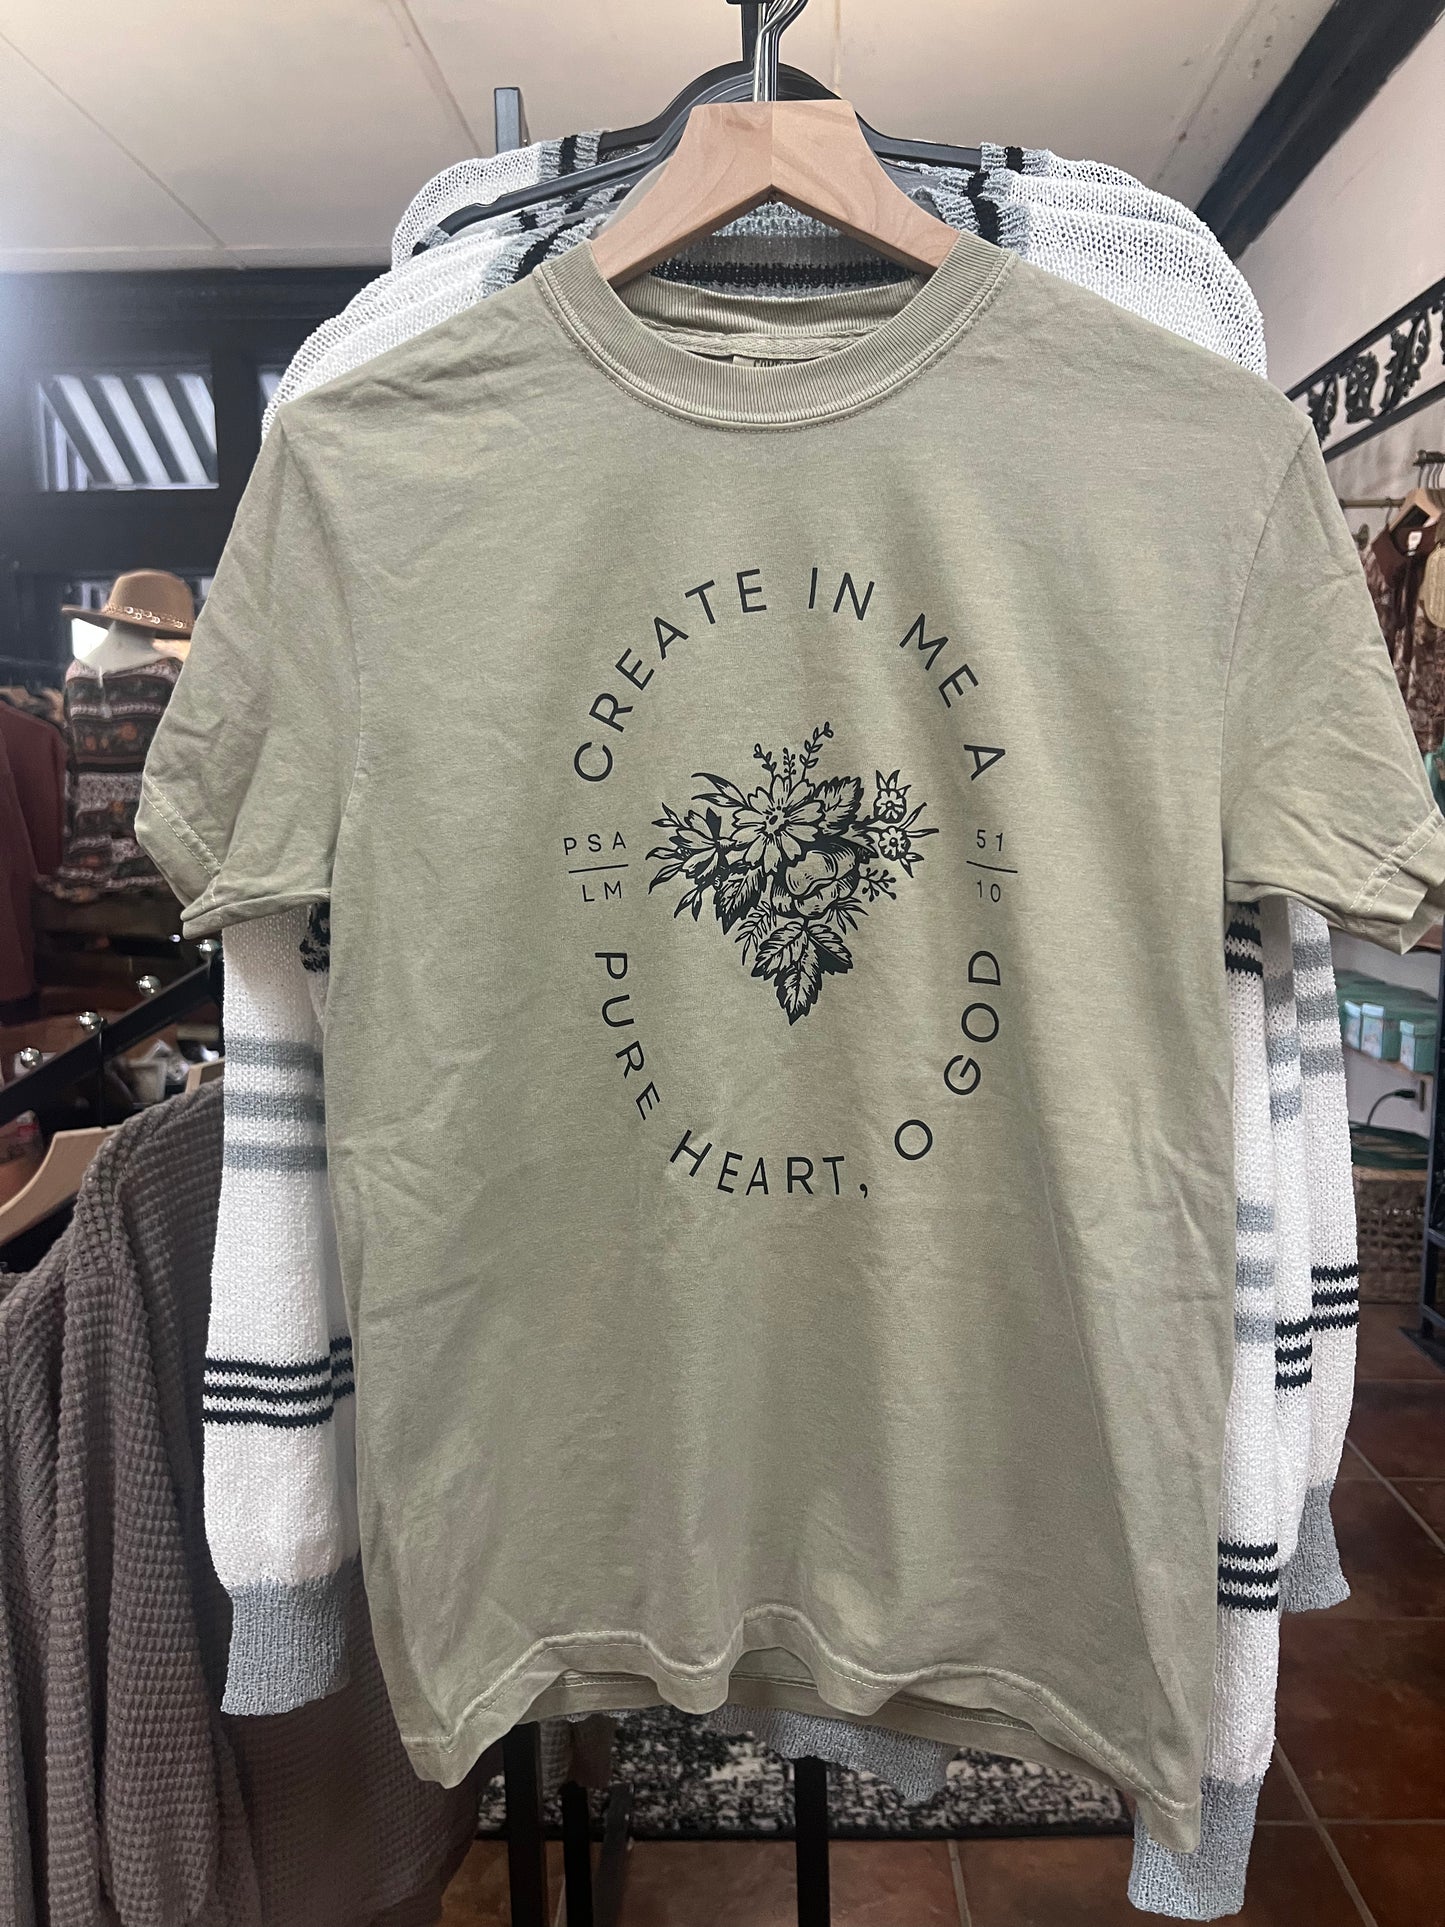 CREATE IN ME A
PSA
LM
51
10
PURE HEART, O GOD